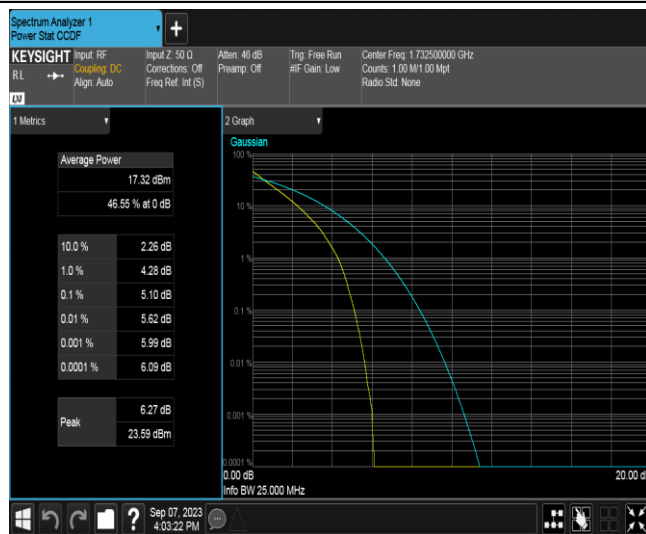 Spectrum Analyzer 1
Power Stat CCDF
KEYSIGHT
RL
Input: RF
Coupling: DC
Align: Auto
Input Z: 50 Ω
Corrections: Off
Freq Ref: Int (S)
Atten: 46 dB
Preamp: Off
Trig: Free Run
#IF Gain: Low
Center Freq: 1.732500000 GHz
Counts: 1.00 M/1.00 Mpt
Radio Std: None
1 Metrics
Average Power
17.32 dBm
46.55 % at 0 dB
10.0 % 2.26 dB
1.0 % 4.28 dB
0.1 % 5.10 dB
0.01 % 5.62 dB
0.001 % 5.99 dB
0.0001 % 6.09 dB
Peak 6.27 dB
23.59 dBm
2 Graph
Gaussian
100 %
10 %
1 %
0.1 %
0.01 %
0.001 %
0.0001 %
0.00 dB
20.00 d
Info BW 25.000 MHz
?
Sep 07, 2023
4:03:22 PM